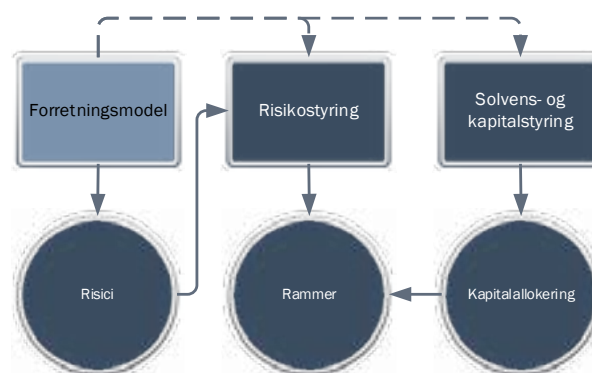 Forretningsmodel
Risikostyring
Solvens- og
kapitalstyring
Risici
Rammer
Kapitalallokering